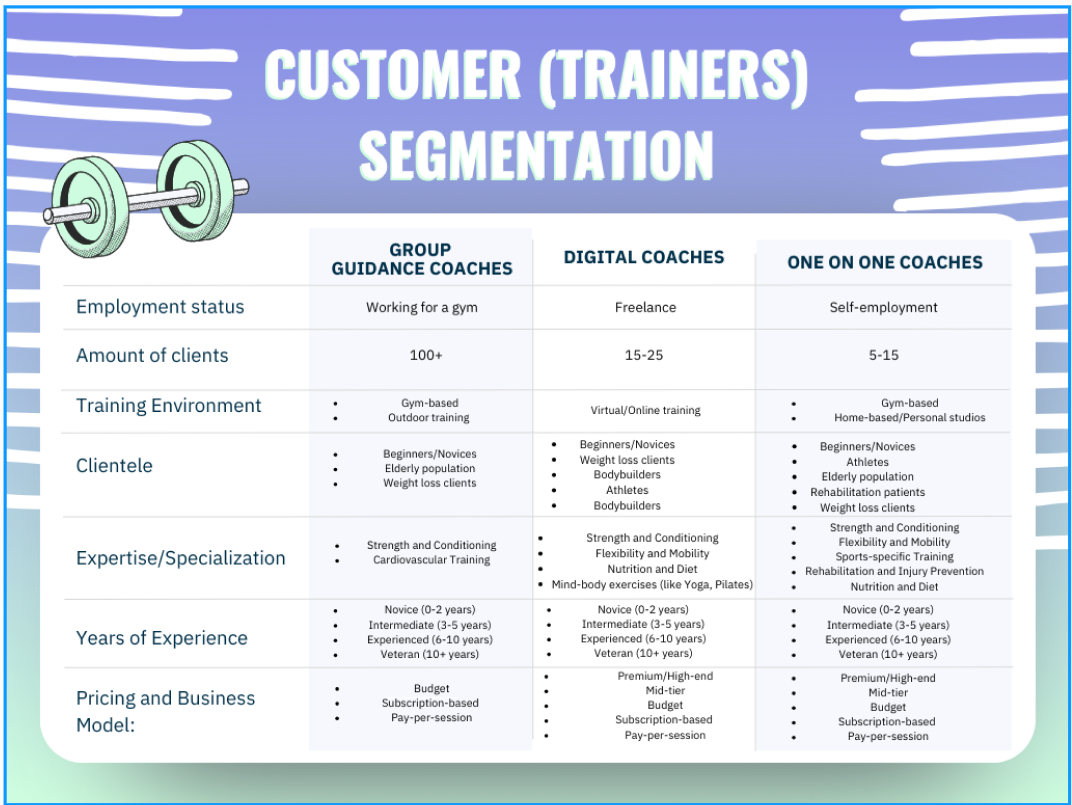 CUSTOMER (TRAINERS)
SEGMENTATION
GROUP
GUIDANCE COACHES
DIGITAL COACHES
ONE ON ONE COACHES
Employment status
Working for a gym
Freelance
Self-employment
Amount of clients
100+
15-25
5-15
Training Environment
• Gym-based
• Outdoor training
Virtual/Online training
• Gym-based
• Home-based/Personal studios
Clientele
• Beginners/Novices
• Elderly population
• Weight loss clients
• Beginners/Novices
• Weight loss clients
• Bodybuilders
• Athletes
• Bodybuilders
• Beginners/Novices
• Athletes
• Elderly population
• Rehabilitation patients
• Weight loss clients
Expertise/Specialization
• Strength and Conditioning
• Cardiovascular Training
• Strength and Conditioning
• Flexibility and Mobility
• Nutrition and Diet
• Mind-body exercises (like Yoga, Pilates)
• Strength and Conditioning
• Flexibility and Mobility
• Sports-specific Training
• Rehabilitation and Injury Prevention
• Nutrition and Diet
Years of Experience
• Novice (0-2 years)
• Intermediate (3-5 years)
• Experienced (6-10 years)
• Veteran (10+ years)
• Novice (0-2 years)
• Intermediate (3-5 years)
• Experienced (6-10 years)
• Veteran (10+ years)
• Novice (0-2 years)
• Intermediate (3-5 years)
• Experienced (6-10 years)
• Veteran (10+ years)
Pricing and Business
Model:
• Budget
• Subscription-based
• Pay-per-session
• Premium/High-end
• Mid-tier
• Budget
• Subscription-based
• Pay-per-session
• Premium/High-end
• Mid-tier
• Budget
• Subscription-based
• Pay-per-session